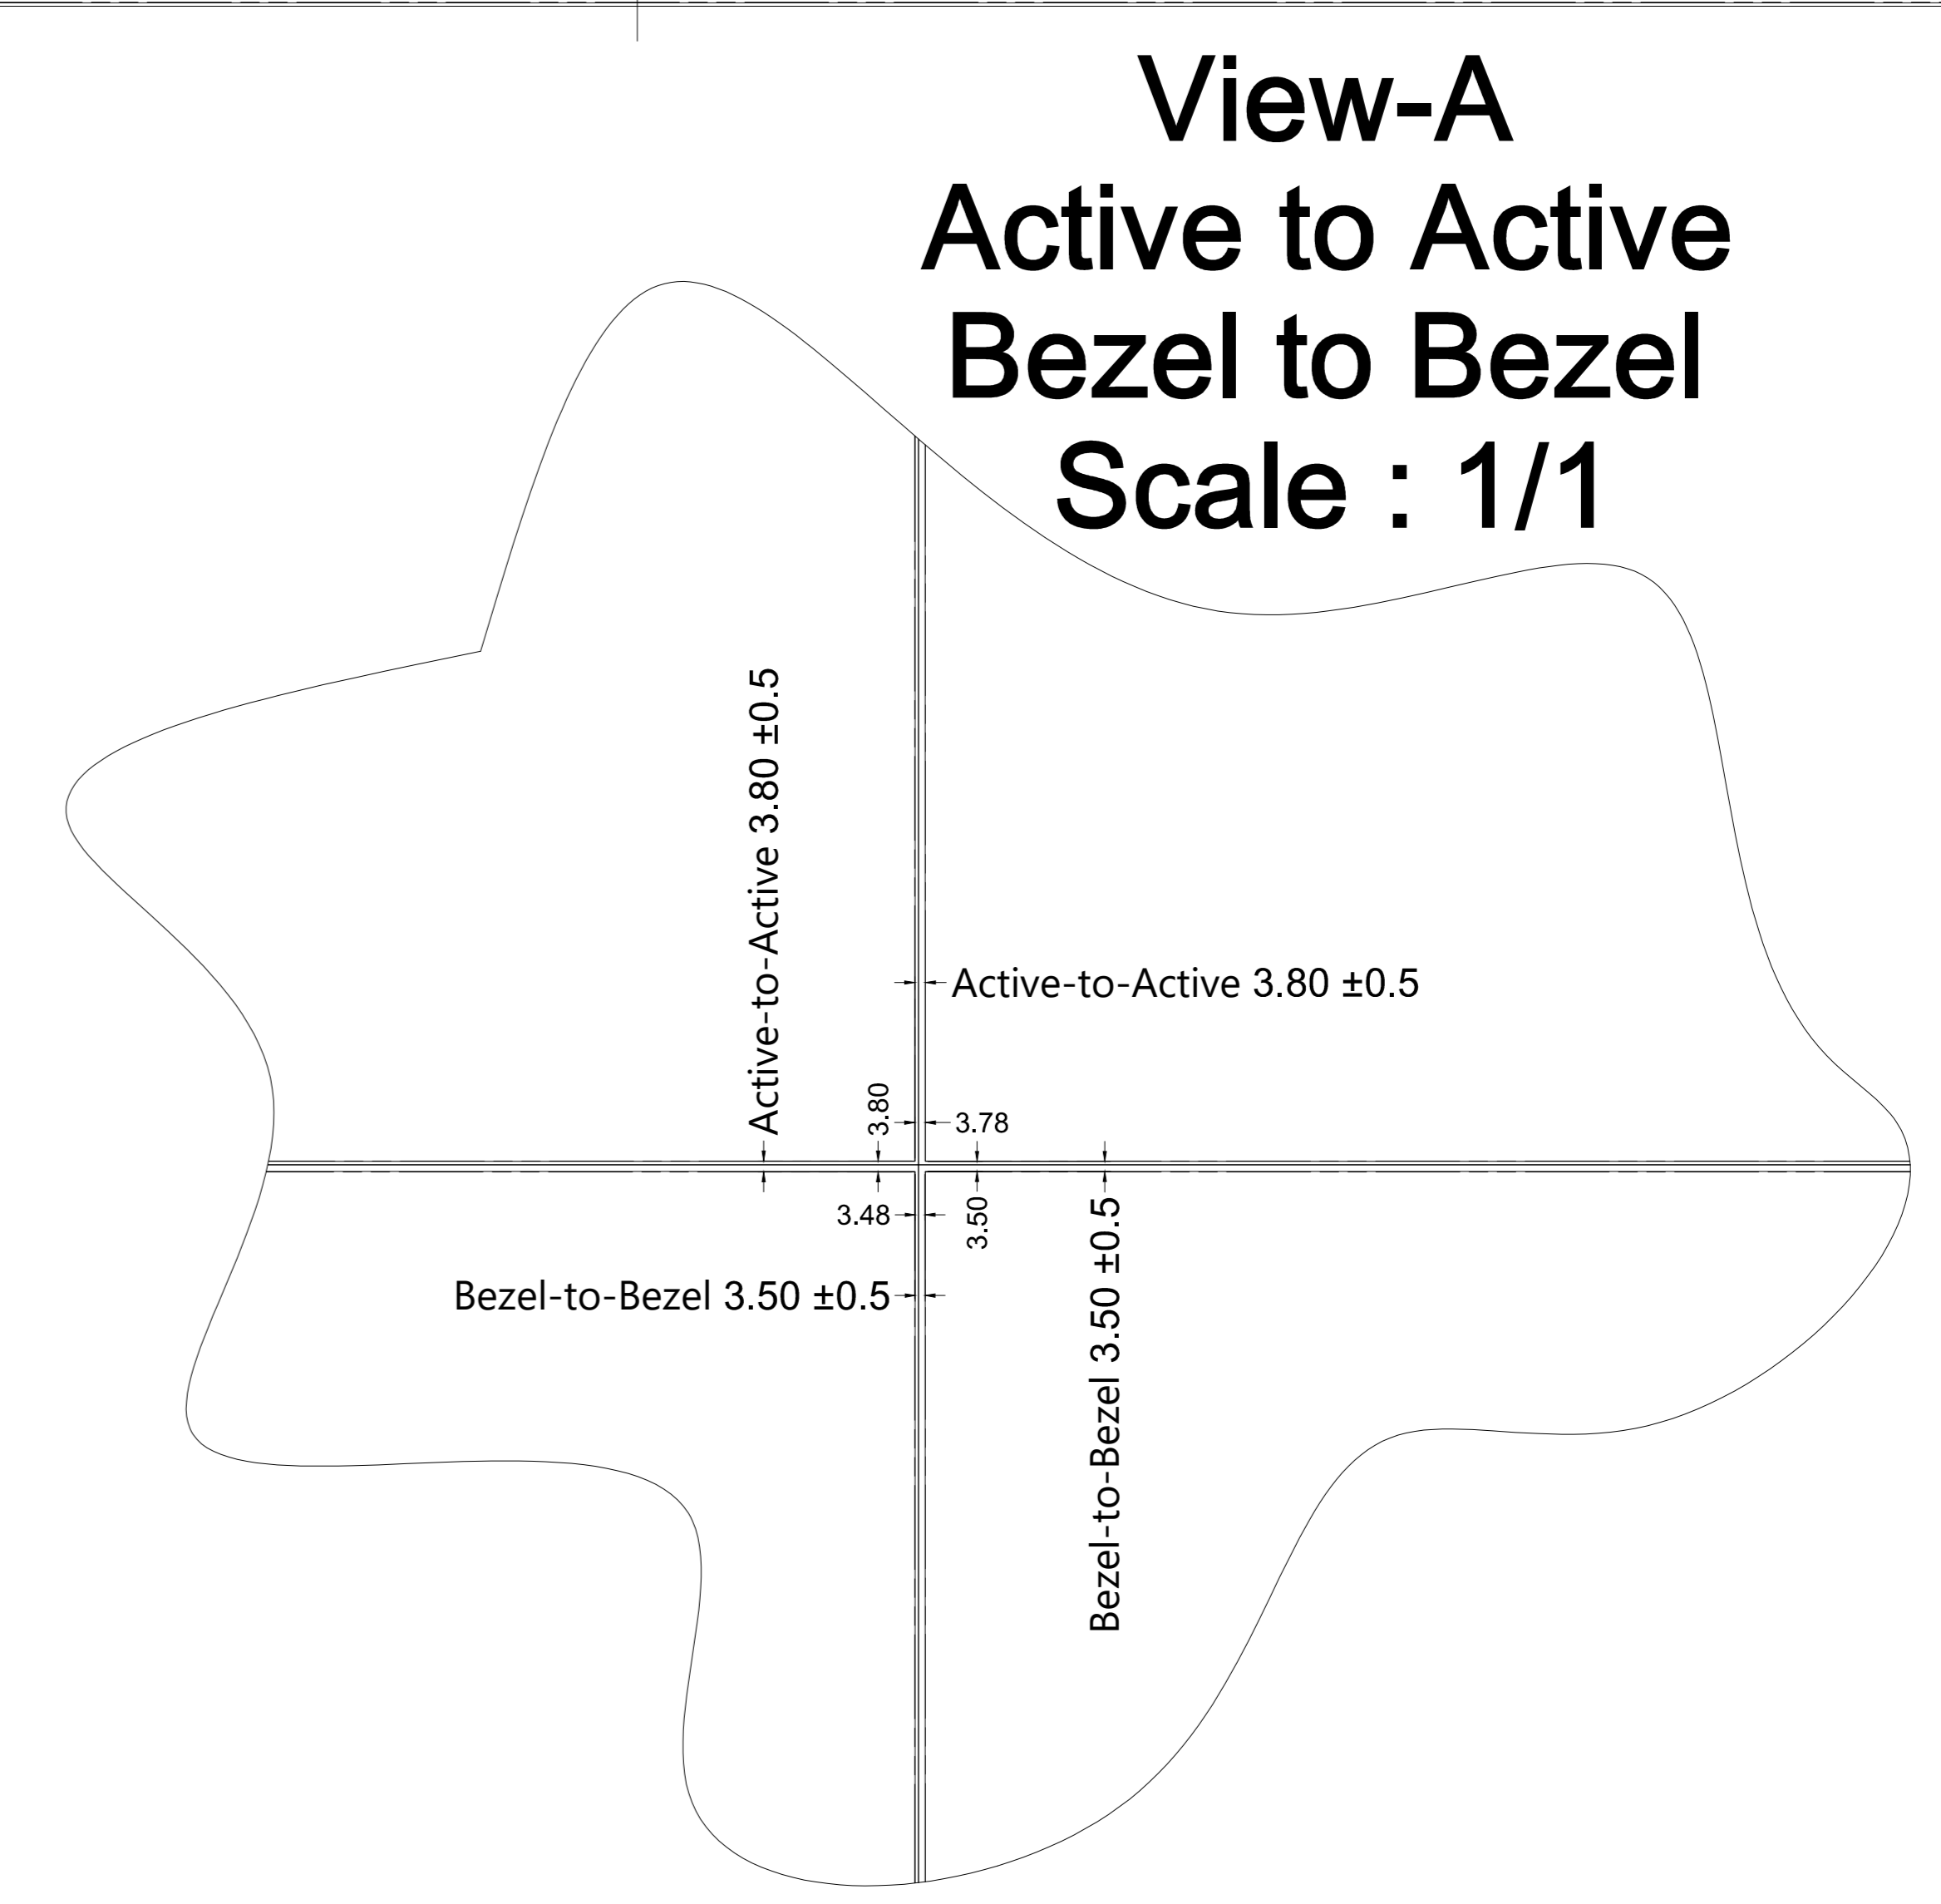 View-A
Active to Active
Bezel to Bezel
Scale : 1/1
Active-to-Active 3.80 ±0.5
Active-to-Active 3.80 ±0.5
3.80
3.78
3.48
3.50
Bezel-to-Bezel 3.50 ±0.5
Bezel-to-Bezel 3.50 ±0.5